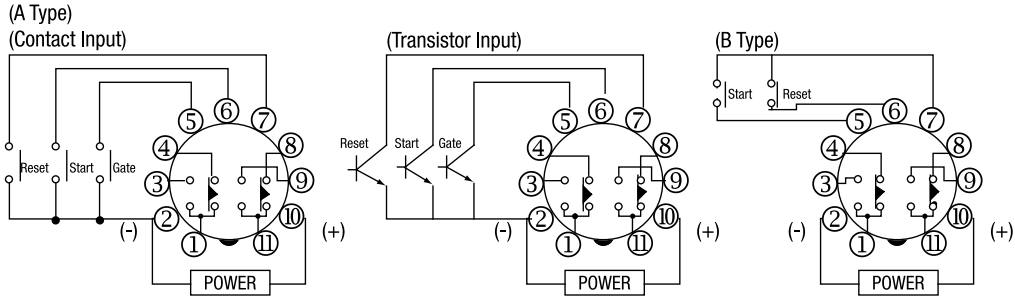 (A Type)
(Contact Input)
Reset
Start
Gate
5
6
7
4
8
3
9
2
10
1
11
(-)
(+)
POWER
(Transistor Input)
Reset
Start
Gate
5
6
7
4
8
3
9
2
10
1
11
(-)
(+)
POWER
(B Type)
Start
Reset
5
6
7
4
8
3
9
2
10
1
11
(-)
(+)
POWER